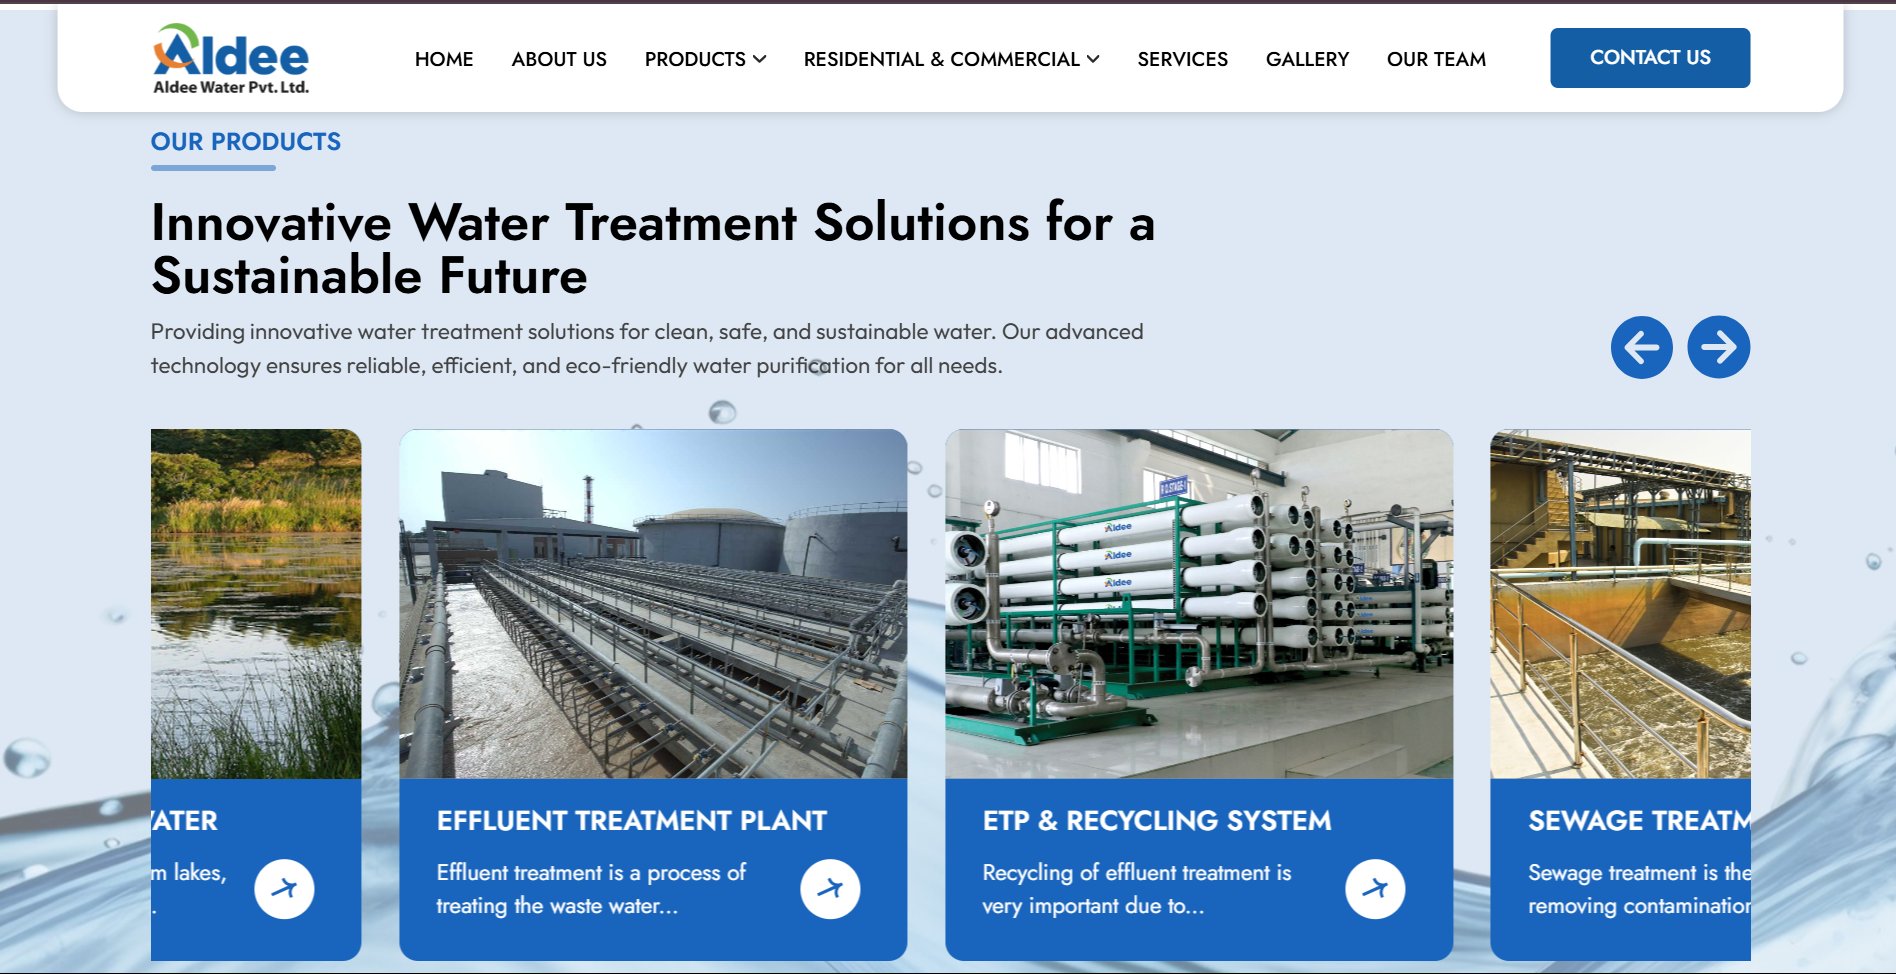 Aldee
Aldee Water Pvt. Ltd.
HOME
ABOUT US
PRODUCTS
RESIDENTIAL & COMMERCIAL
SERVICES
GALLERY
OUR TEAM
CONTACT US
OUR PRODUCTS
Innovative Water Treatment Solutions for a
Sustainable Future
Providing innovative water treatment solutions for clean, safe, and sustainable water. Our advanced
technology ensures reliable, efficient, and eco-friendly water purification for all needs.
R.O.STAGE-I
Aldee
Aldee
Aldee
ATER
m lakes,
.
EFFLUENT TREATMENT PLANT
Effluent treatment is a process of
treating the waste water...
ETP & RECYCLING SYSTEM
Recycling of effluent treatment is
very important due to...
SEWAGE TREATM
Sewage treatment is the
removing contamination